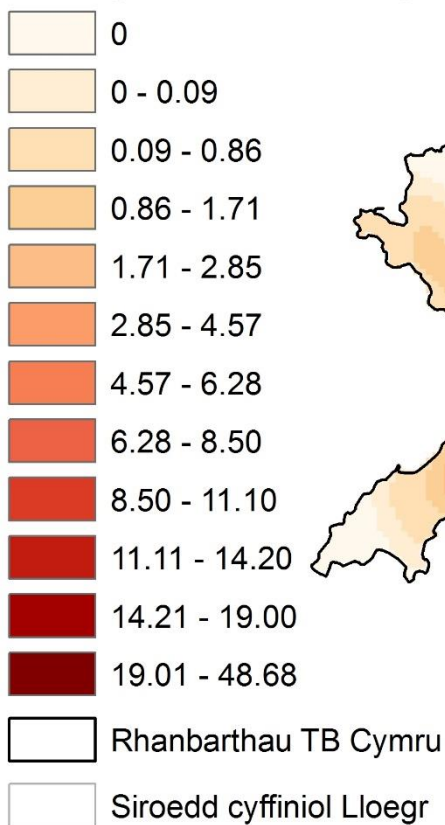 0
0 - 0.09
0.09 - 0.86
0.86 - 1.71
1.71 - 2.85
2.85 - 4.57
4.57 - 6.28
6.28 - 8.50
8.50 - 11.10
11.11 - 14.20
14.21 - 19.00
19.01 - 48.68
Rhanbarthau TB Cymru
Siroedd cyffiniol Lloegr